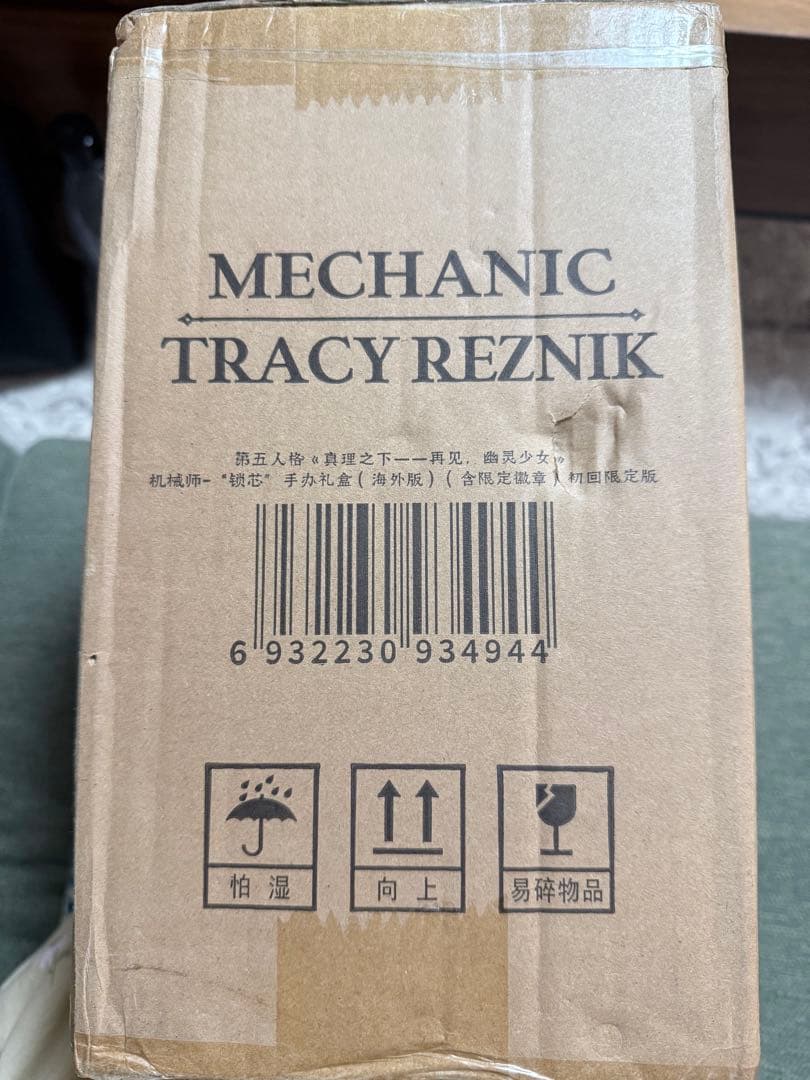 MECHANIC
TRACY REZNIK
第五人格《真理之下——再见，幽灵少女》
机械师-“锁芯”手办礼盒(海外版)(含限定徽章)初回限定版
6 932230 934944
怕湿
向上
易碎物品